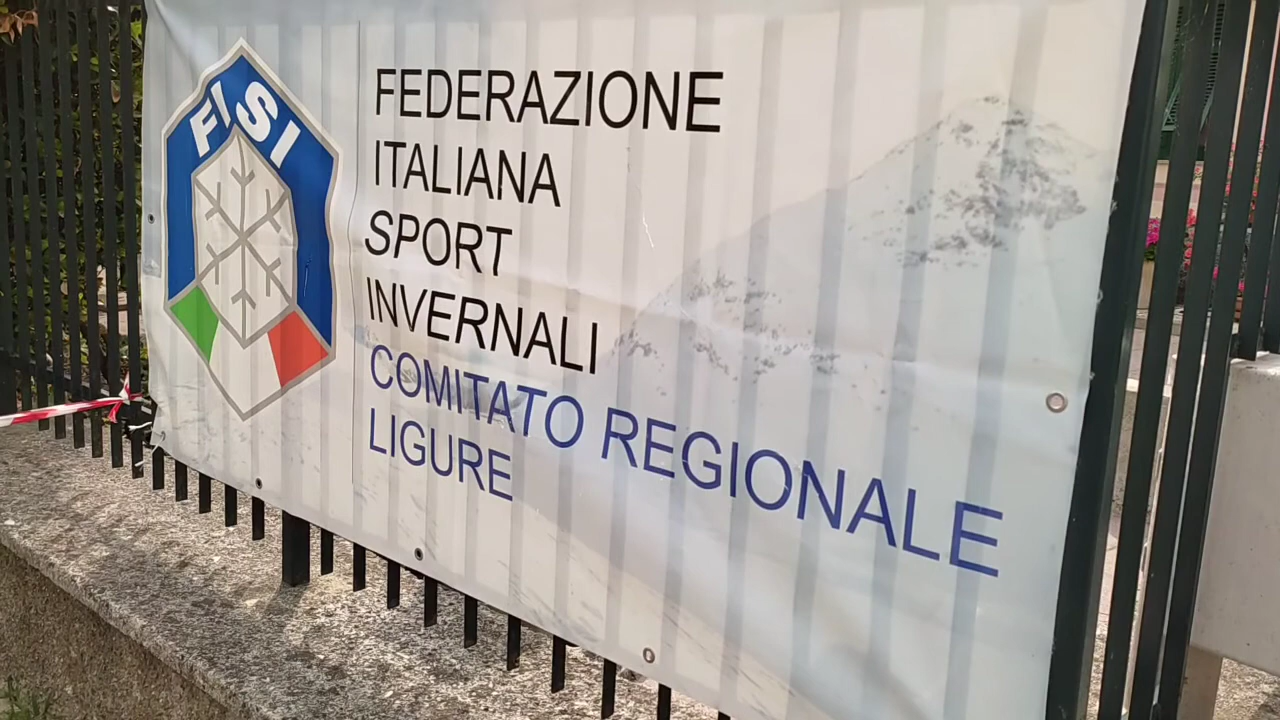 FISI
FEDERAZIONE
ITALIANA
SPORT
INVERNALI
COMITATO REGIONALE
LIGURE